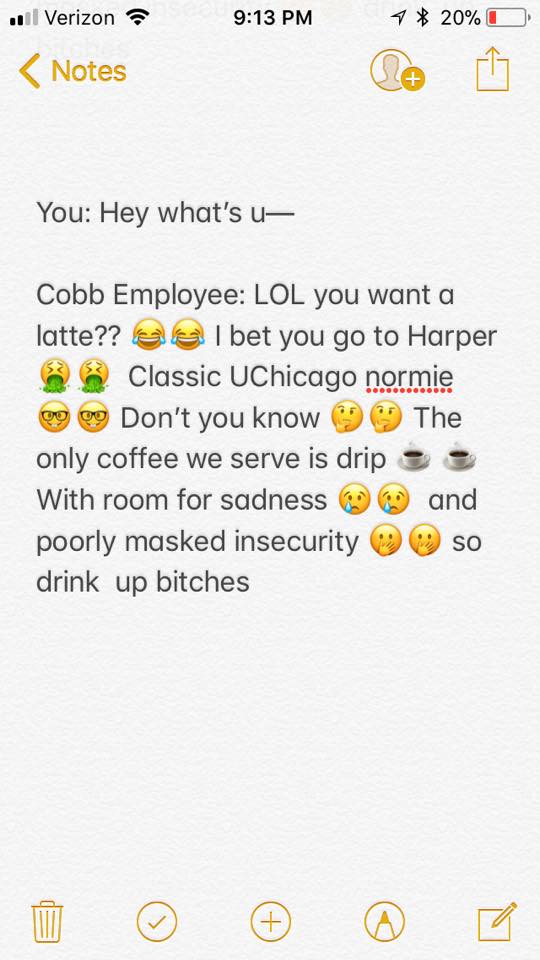 Verizon 9:13 PM 20%
bitches
Notes
You: Hey what’s u—
Cobb Employee: LOL you want a
latte?? 😂😂 I bet you go to Harper
🤮🤮 Classic UChicago normie
🤓🤓 Don’t you know 🤔🤔 The
only coffee we serve is drip ☕️ ☕️
With room for sadness 😢😢 and
poorly masked insecurity 🤭🤭 so
drink up bitches